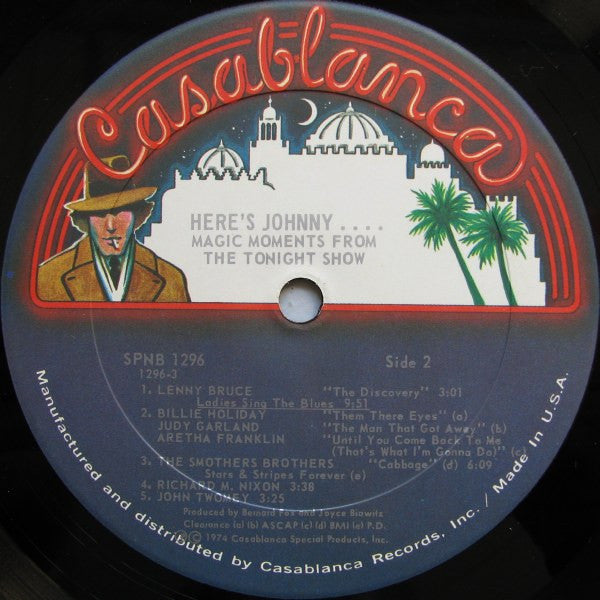 Casablanca
HERE'S JOHNNY . . . .
MAGIC MOMENTS FROM
THE TONIGHT SHOW
SPNB 1296 Side 2
1296-3
1. LENNY BRUCE "The Discovery" 3:01
Ladies Sing The Blues 9:51
2. BILLIE HOLIDAY "Them There Eyes" (a)
JUDY GARLAND "The Man That Got Away" (b)
ARETHA FRANKLIN "Until You Come Back To Me
(That's What I'm Gonna Do)" (c)
3. THE SMOTHERS BROTHERS "Cabbage" (d) 6:09
Stars & Stripes Forever (e)
4. RICHARD M. NIXON 3:38
5. JOHN TWOMEY 3:25
Produced by Bernard Fox and Joyce Biawitz
Clearance (a) (b) ASCAP (c) (d) BMI (e) P.D.
℗© 1974 Casablanca Special Products, Inc.
Manufactured and distributed by Casablanca Records, Inc. / Made In U.S.A.